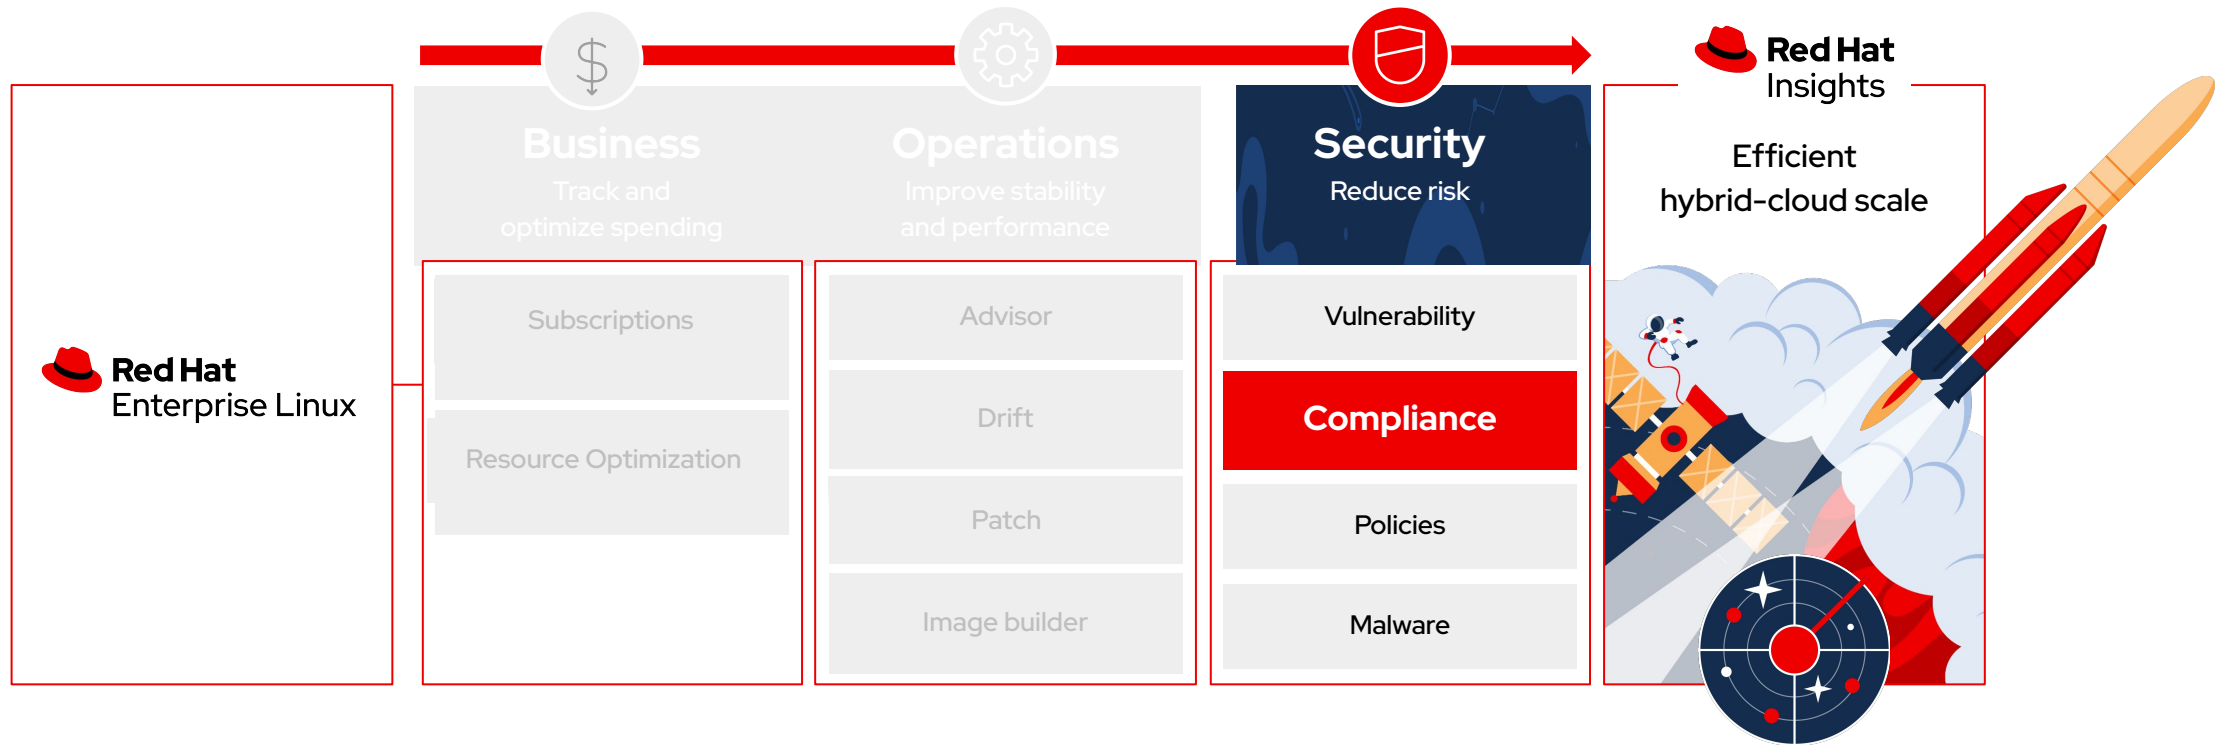 Red Hat
Enterprise Linux
Business
Track and
optimize spending
Subscriptions
Resource Optimization
Operations
Improve stability
and performance
Advisor
Drift
Patch
Image builder
Security
Reduce risk
Vulnerability
Compliance
Policies
Malware
Red Hat
Insights
Efficient
hybrid-cloud scale